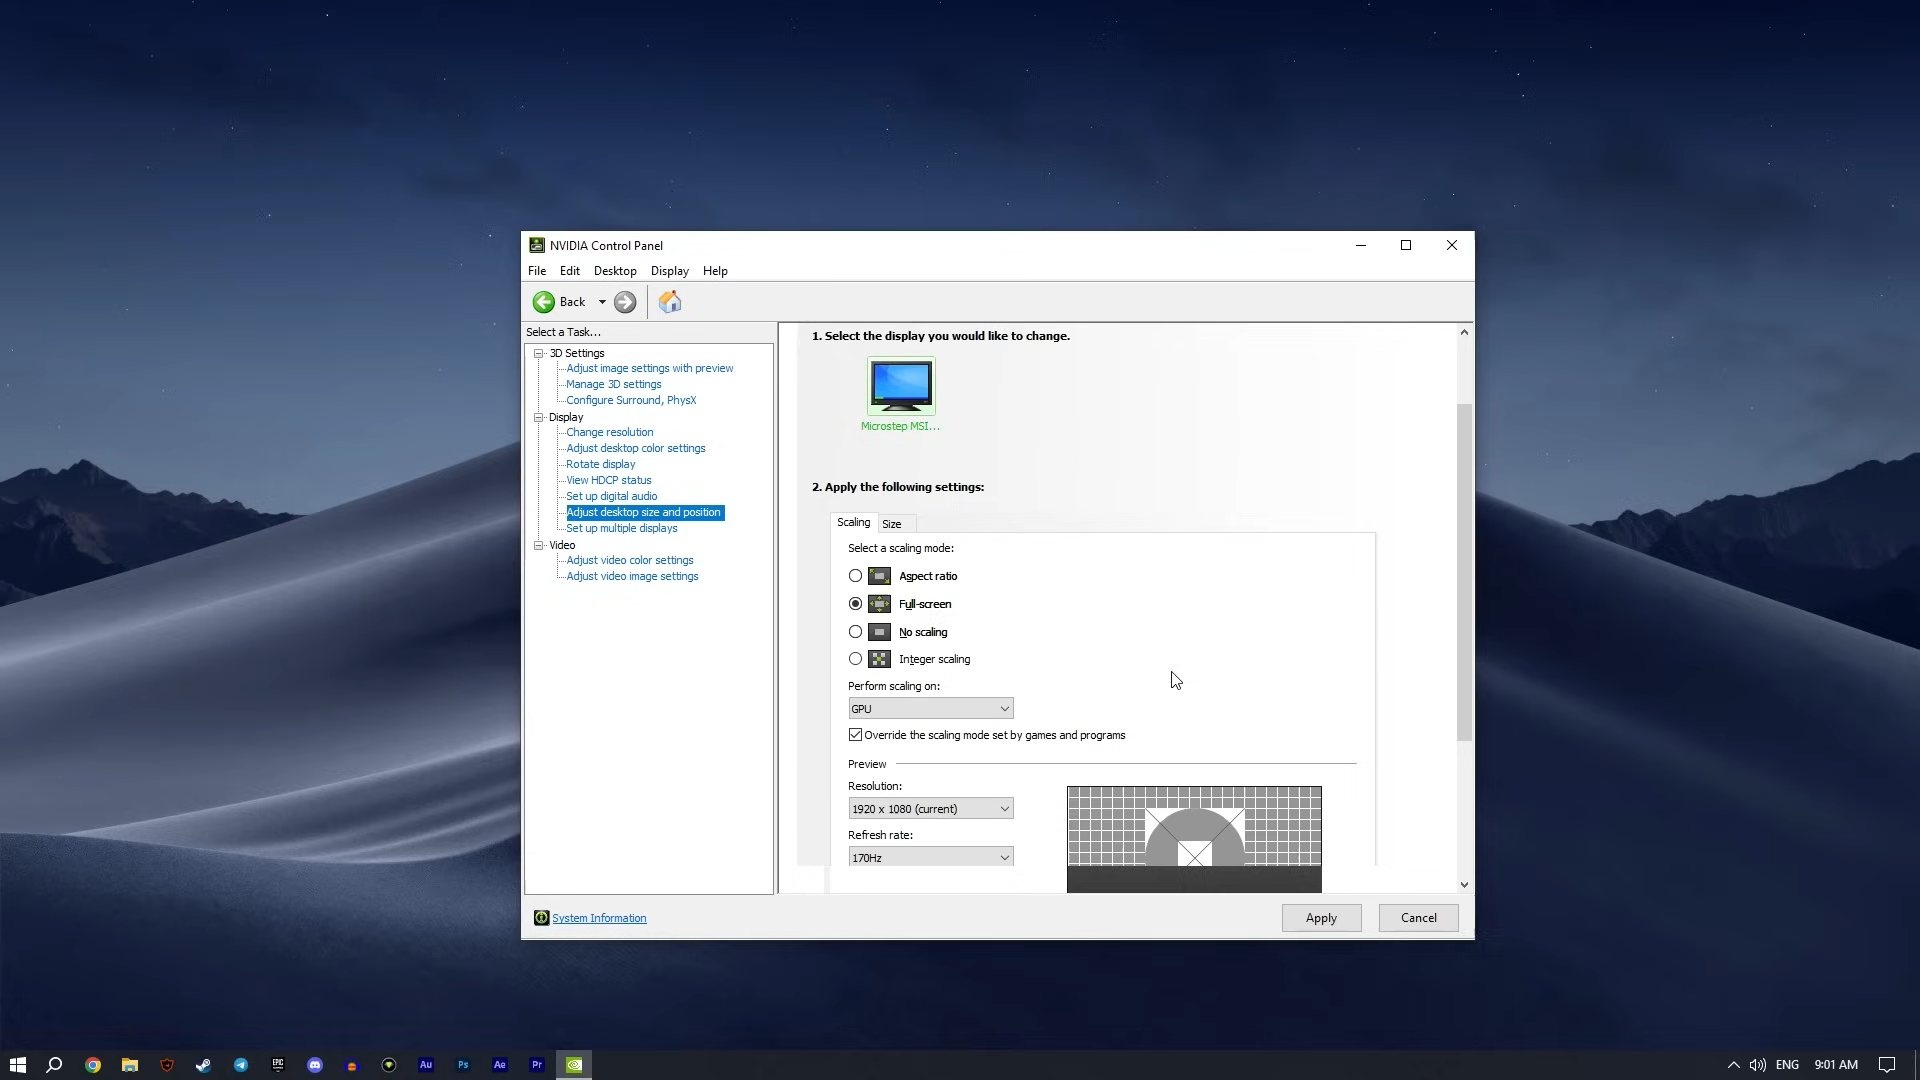 NVIDIA Control Panel
File Edit Desktop Display Help
Back
Select a Task...
3D Settings
Adjust image settings with preview
Manage 3D settings
Configure Surround, PhysX
Display
Change resolution
Adjust desktop color settings
Rotate display
View HDCP status
Set up digital audio
Adjust desktop size and position
Set up multiple displays
Video
Adjust video color settings
Adjust video image settings
1. Select the display you would like to change.
Microstep MSI...
2. Apply the following settings:
Scaling Size
Select a scaling mode:
Aspect ratio
Full-screen
No scaling
Integer scaling
Perform scaling on:
GPU
Override the scaling mode set by games and programs
Preview
Resolution:
1920 x 1080 (current)
Refresh rate:
170Hz
System Information
Apply Cancel
EPIC Au Ps Ae Pr ENG 9:01 AM